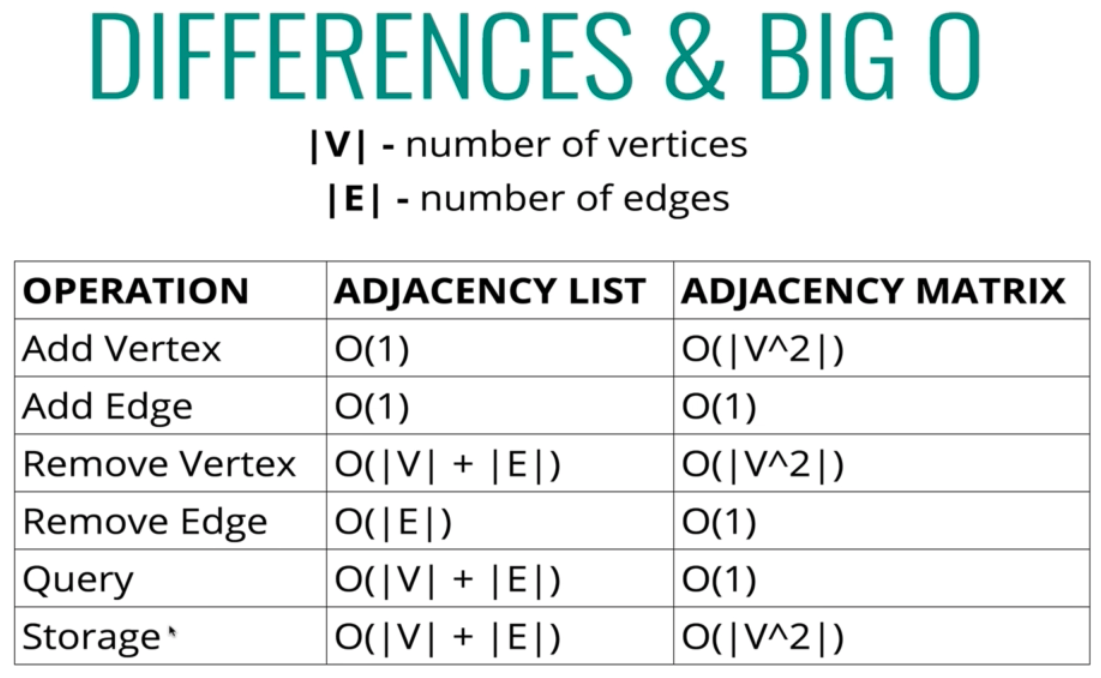 DIFFERENCES & BIG O
|V| - number of vertices
|E| - number of edges
OPERATION ADJACENCY LIST ADJACENCY MATRIX
Add Vertex O(1) O(|V^2|)
Add Edge O(1) O(1)
Remove Vertex O(|V| + |E|) O(|V^2|)
Remove Edge O(|E|) O(1)
Query O(|V| + |E|) O(1)
Storage O(|V| + |E|) O(|V^2|)